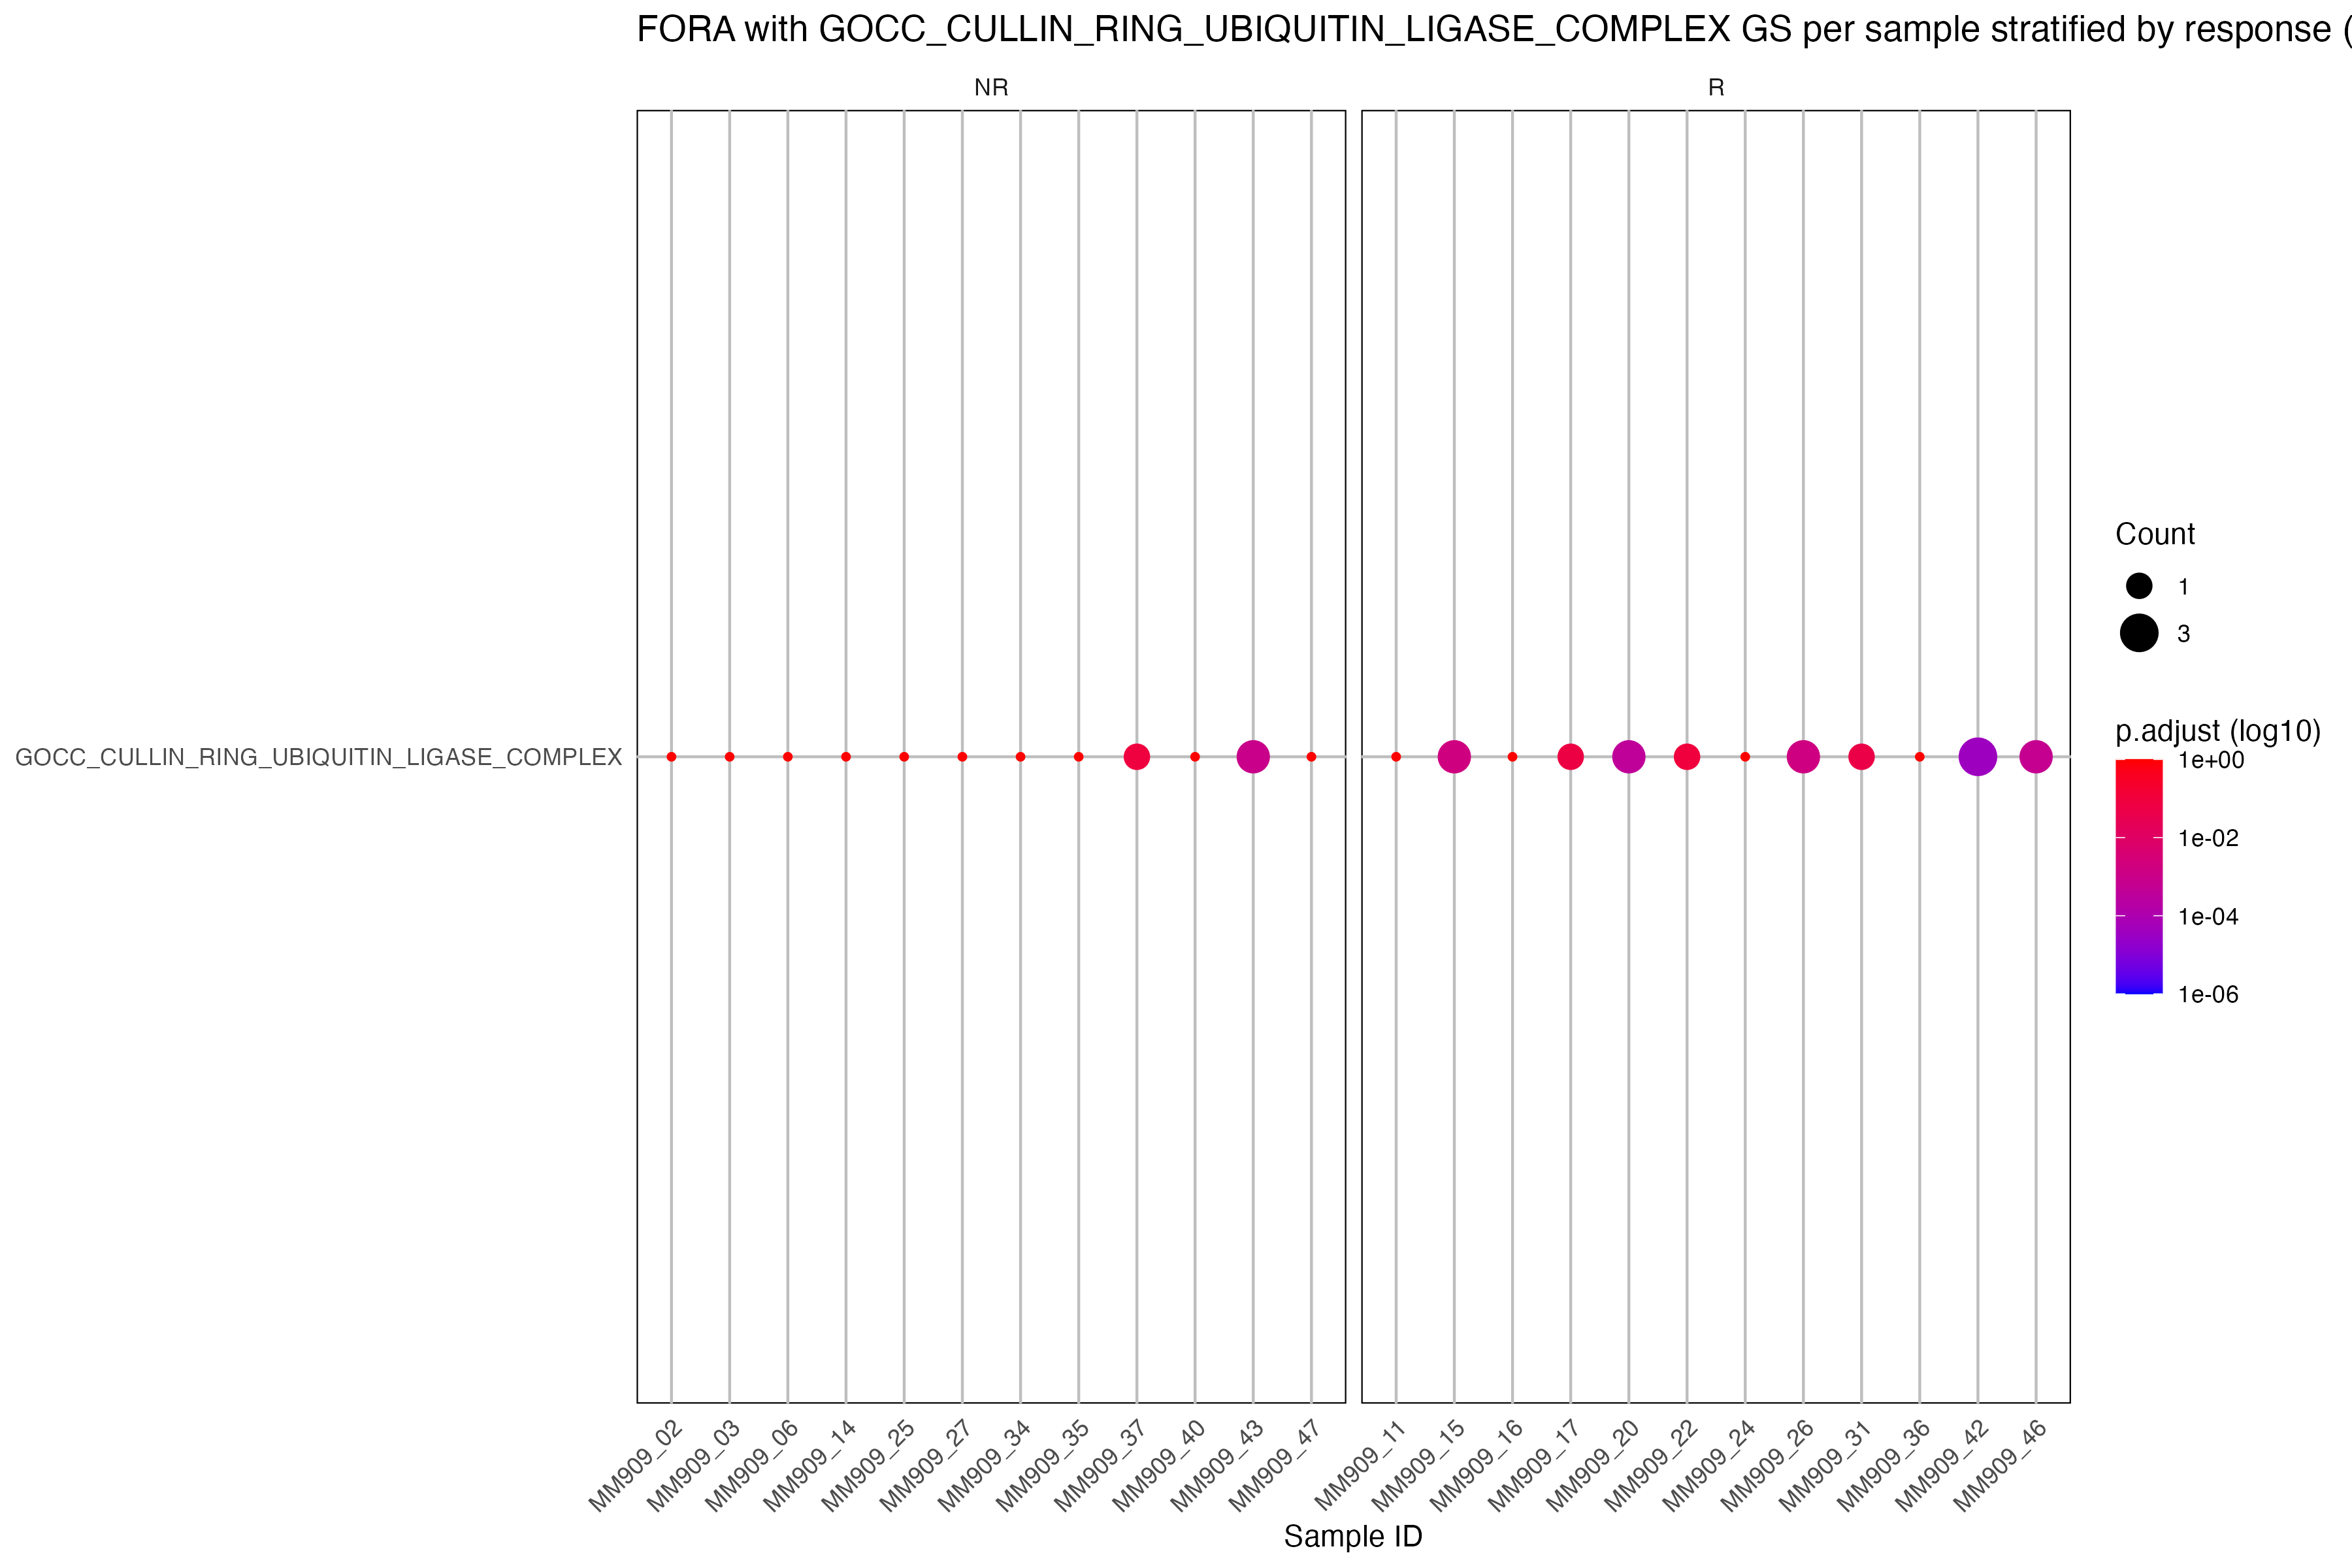 FORA with GOCC_CULLIN_RING_UBIQUITIN_LIGASE_COMPLEX GS per sample stratified by response (
NR
R
GOCC_CULLIN_RING_UBIQUITIN_LIGASE_COMPLEX
Count
1
3
p.adjust (log10)
1e+00
1e-02
1e-04
1e-06
MM909_02
MM909_03
MM909_06
MM909_14
MM909_25
MM909_27
MM909_34
MM909_35
MM909_37
MM909_40
MM909_43
MM909_47
MM909_11
MM909_15
MM909_16
MM909_17
MM909_20
MM909_22
MM909_24
MM909_26
MM909_31
MM909_36
MM909_42
MM909_46
Sample ID